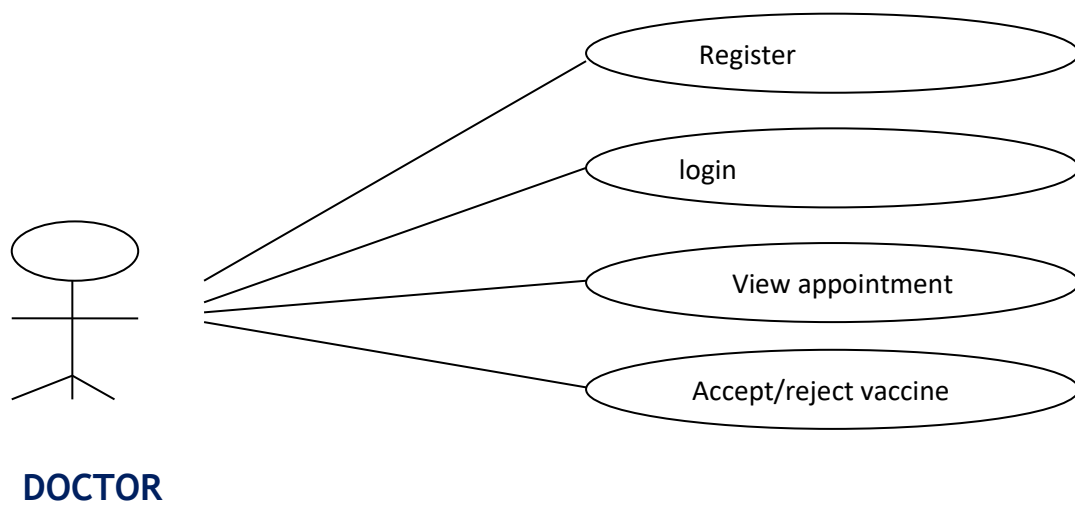 Register
login
View appointment
Accept/reject vaccine
DOCTOR